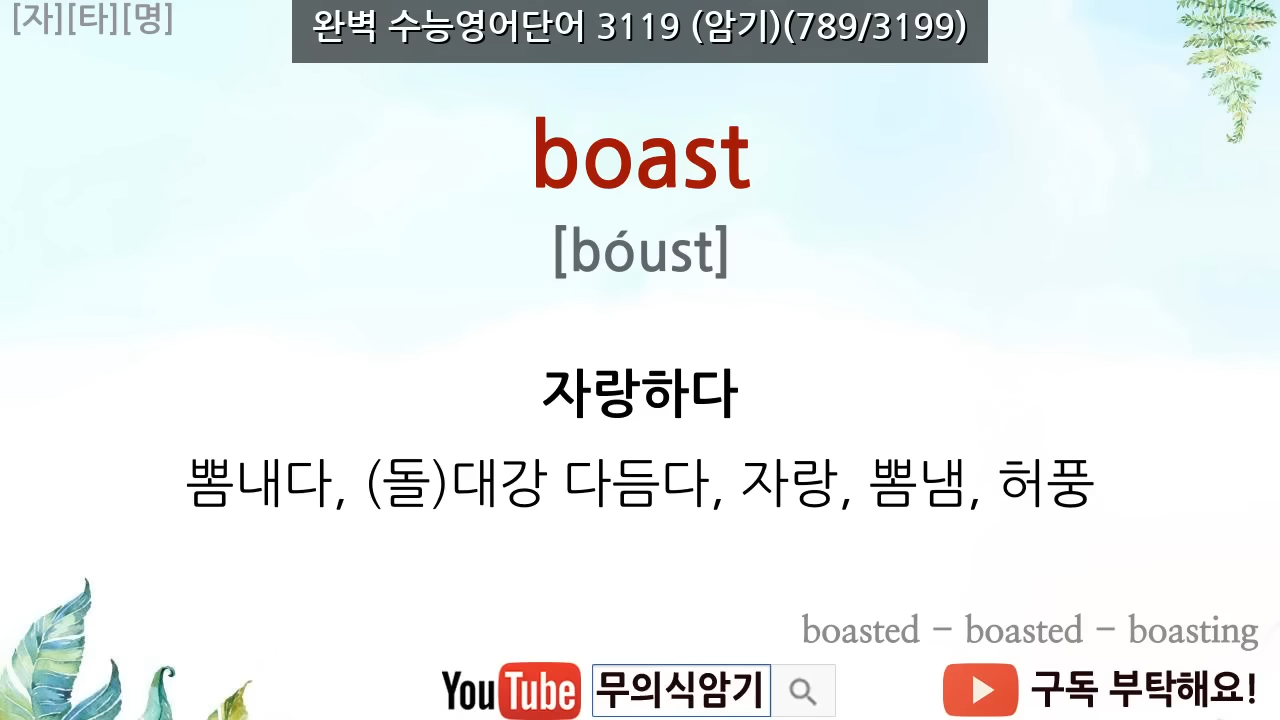 [자][타][명]
완벽 수능영어단어 3119 (암기)(789/3199)
boast
[bóust]
자랑하다
뽐내다, (돌)대강 다듬다, 자랑, 뽐냄, 허풍
boasted - boasted - boasting
YouTube 무의식암기
구독 부탁해요!